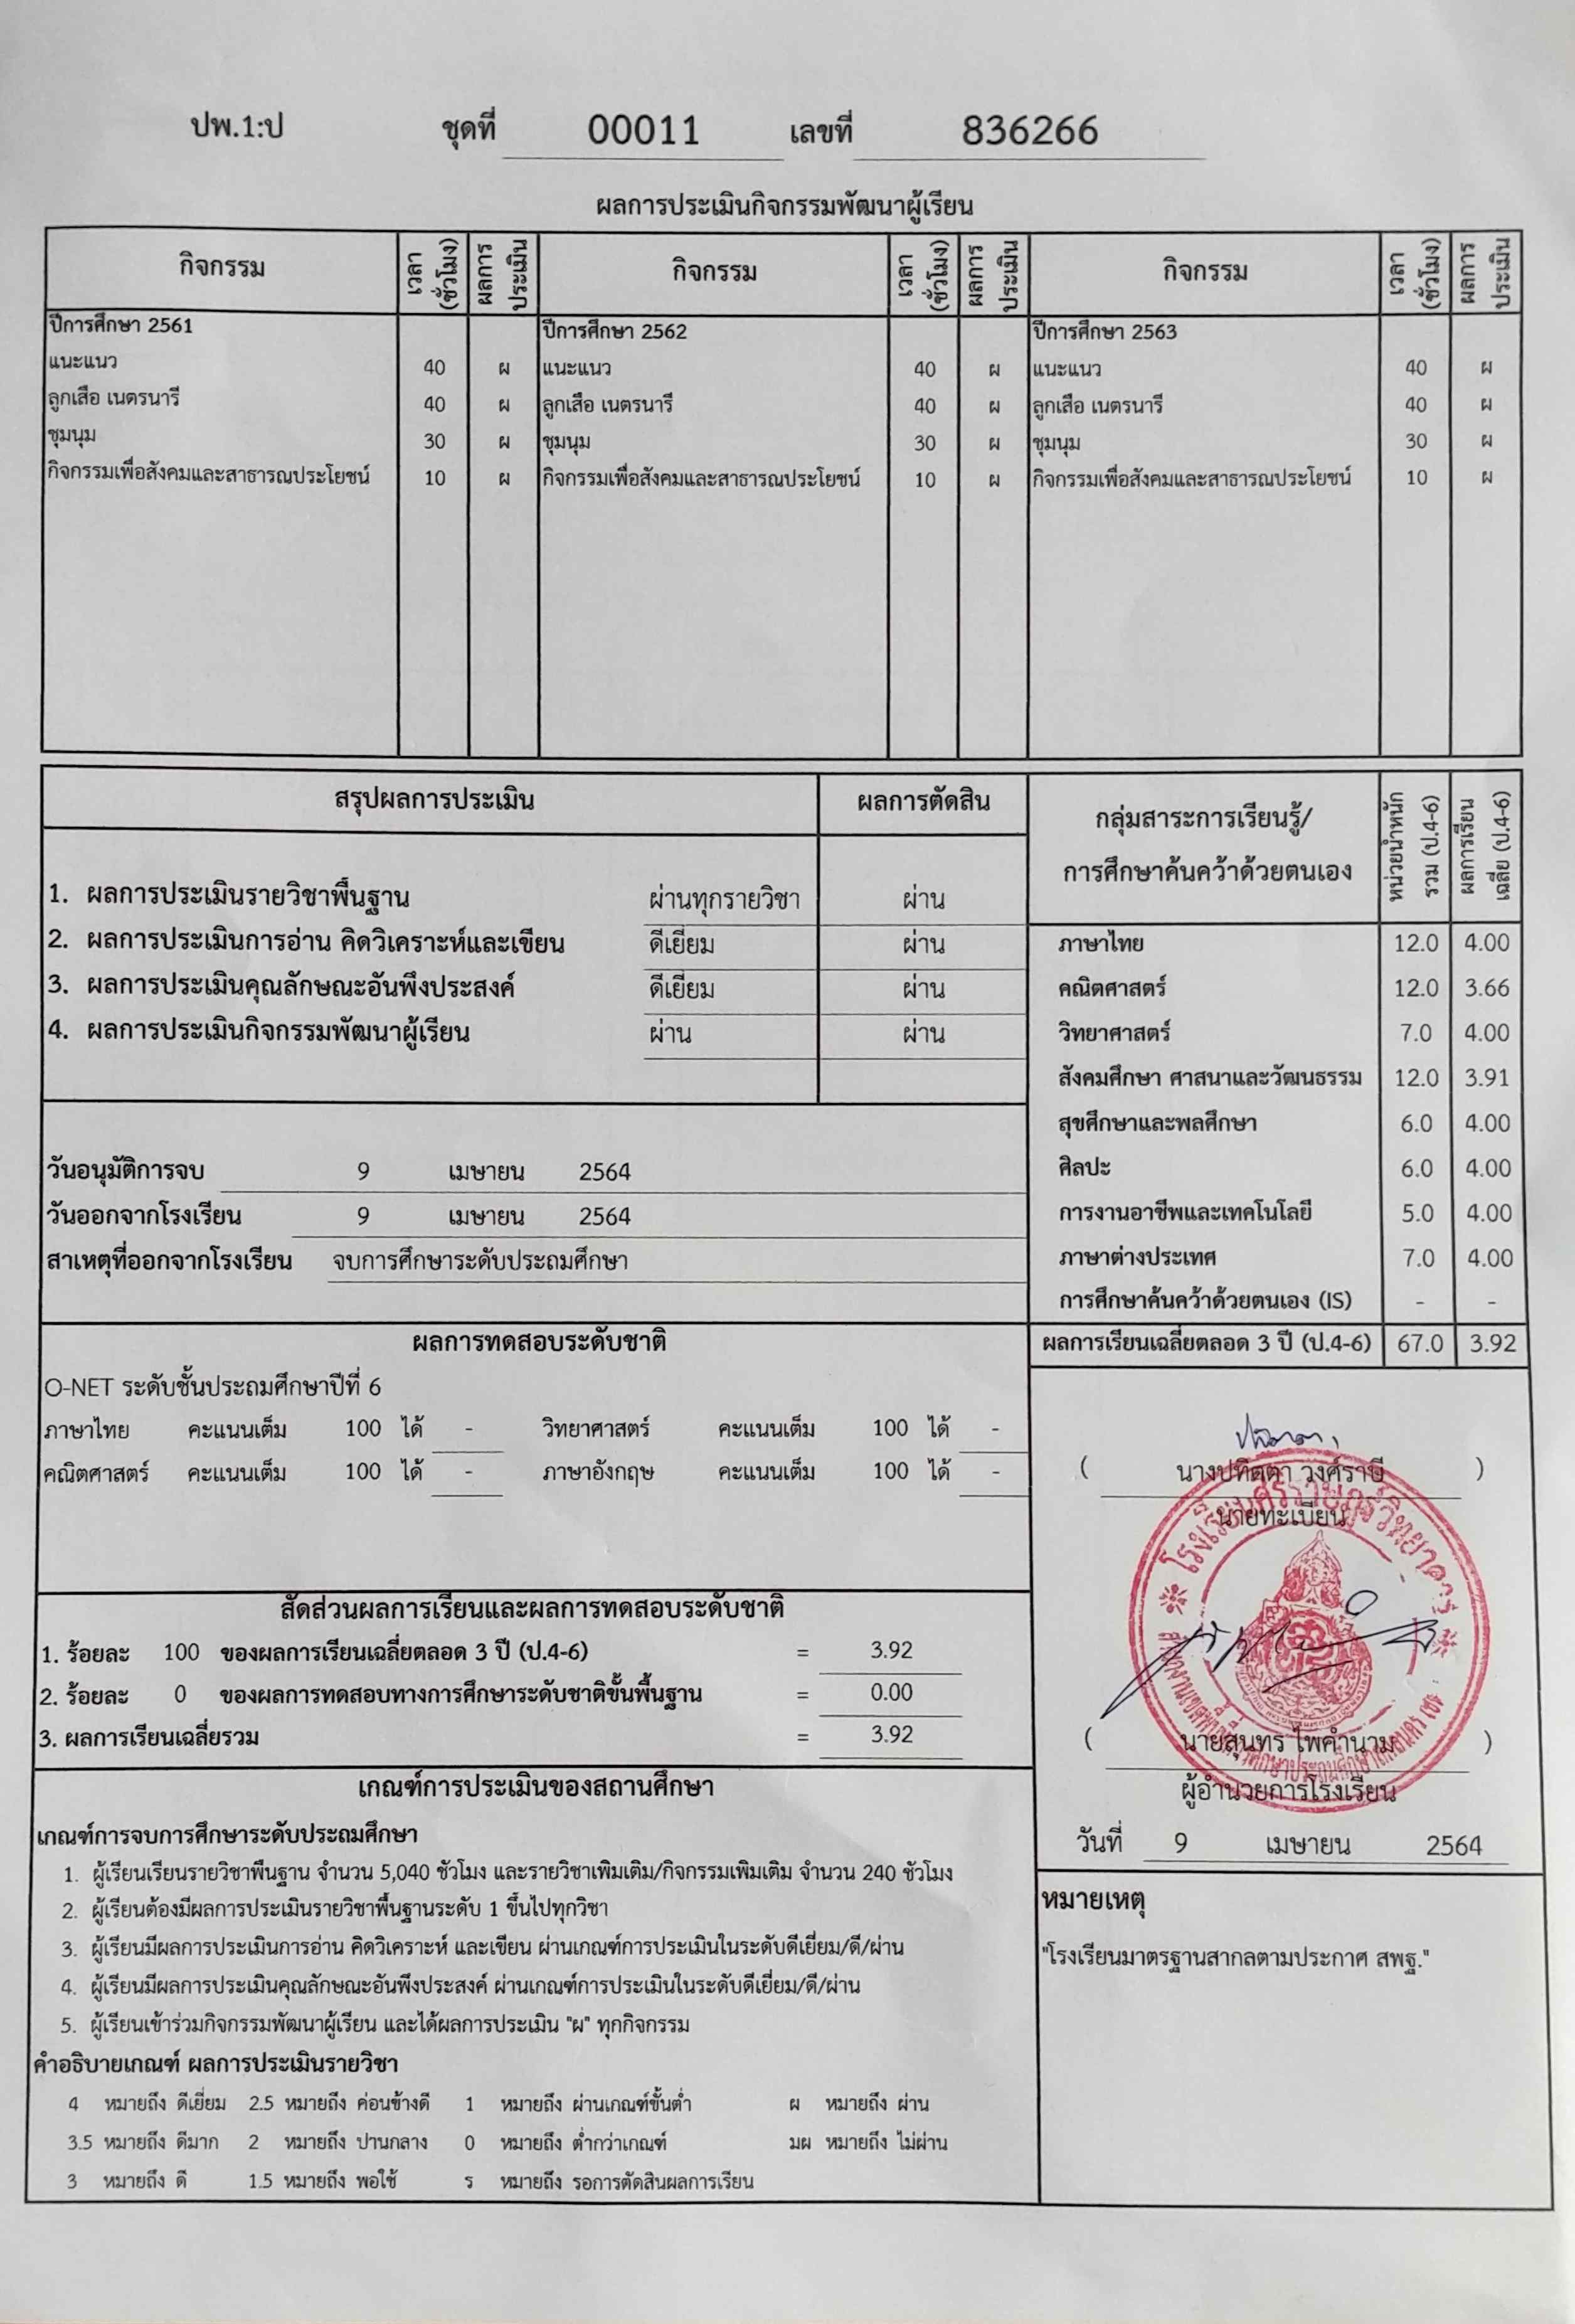 ปพ.1:ป ชุดที่ 00011 เลขที่ 836266
ผลการประเมินกิจกรรมพัฒนาผู้เรียน
กิจกรรม เวลา (ชั่วโมง) ผลการประเมิน กิจกรรม เวลา (ชั่วโมง) ผลการประเมิน กิจกรรม เวลา (ชั่วโมง) ผลการประเมิน
ปีการศึกษา 2561 ปีการศึกษา 2562 ปีการศึกษา 2563
แนะแนว 40 ผ แนะแนว 40 ผ แนะแนว 40 ผ
ลูกเสือ เนตรนารี 40 ผ ลูกเสือ เนตรนารี 40 ผ ลูกเสือ เนตรนารี 40 ผ
ชุมนุม 30 ผ ชุมนุม 30 ผ ชุมนุม 30 ผ
กิจกรรมเพื่อสังคมและสาธารณประโยชน์ 10 ผ กิจกรรมเพื่อสังคมและสาธารณประโยชน์ 10 ผ กิจกรรมเพื่อสังคมและสาธารณประโยชน์ 10 ผ
สรุปผลการประเมิน ผลการตัดสิน
1. ผลการประเมินรายวิชาพื้นฐาน ผ่านทุกรายวิชา ผ่าน
2. ผลการประเมินการอ่าน คิดวิเคราะห์และเขียน ดีเยี่ยม ผ่าน
3. ผลการประเมินคุณลักษณะอันพึงประสงค์ ดีเยี่ยม ผ่าน
4. ผลการประเมินกิจกรรมพัฒนาผู้เรียน ผ่าน ผ่าน
วันอนุมัติการจบ 9 เมษายน 2564
วันออกจากโรงเรียน 9 เมษายน 2564
สาเหตุที่ออกจากโรงเรียน จบการศึกษาระดับประถมศึกษา
กลุ่มสาระการเรียนรู้/
การศึกษาค้นคว้าด้วยตนเอง
หน่วยน้ำหนัก รวม (ป.4-6) ผลการเรียน เฉลี่ย (ป.4-6)
ภาษาไทย 12.0 4.00
คณิตศาสตร์ 12.0 3.66
วิทยาศาสตร์ 7.0 4.00
สังคมศึกษา ศาสนาและวัฒนธรรม 12.0 3.91
สุขศึกษาและพลศึกษา 6.0 4.00
ศิลปะ 6.0 4.00
การงานอาชีพและเทคโนโลยี 5.0 4.00
ภาษาต่างประเทศ 7.0 4.00
การศึกษาค้นคว้าด้วยตนเอง (IS) - -
ผลการเรียนเฉลี่ยตลอด 3 ปี (ป.4-6) 67.0 3.92
ผลการทดสอบระดับชาติ
O-NET ระดับชั้นประถมศึกษาปีที่ 6
ภาษาไทย คะแนนเต็ม 100 ได้ - วิทยาศาสตร์ คะแนนเต็ม 100 ได้ -
คณิตศาสตร์ คะแนนเต็ม 100 ได้ - ภาษาอังกฤษ คะแนนเต็ม 100 ได้ -
สัดส่วนผลการเรียนและผลการทดสอบระดับชาติ
1. ร้อยละ 100 ของผลการเรียนเฉลี่ยตลอด 3 ปี (ป.4-6) = 3.92
2. ร้อยละ 0 ของผลการทดสอบทางการศึกษาระดับชาติขั้นพื้นฐาน = 0.00
3. ผลการเรียนเฉลี่ยรวม = 3.92
( นางปทิตตา วงศ์ราษี )
นายทะเบียน
( นายสุนทร ไพคำนวม )
ผู้อำนวยการโรงเรียน
วันที่ 9 เมษายน 2564
เกณฑ์การประเมินของสถานศึกษา
เกณฑ์การจบการศึกษาระดับประถมศึกษา
1. ผู้เรียนเรียนรายวิชาพื้นฐาน จำนวน 5,040 ชั่วโมง และรายวิชาเพิ่มเติม/กิจกรรมเพิ่มเติม จำนวน 240 ชั่วโมง
2. ผู้เรียนต้องมีผลการประเมินรายวิชาพื้นฐานระดับ 1 ขึ้นไปทุกวิชา
3. ผู้เรียนมีผลการประเมินการอ่าน คิดวิเคราะห์ และเขียน ผ่านเกณฑ์การประเมินในระดับดีเยี่ยม/ดี/ผ่าน
4. ผู้เรียนมีผลการประเมินคุณลักษณะอันพึงประสงค์ ผ่านเกณฑ์การประเมินในระดับดีเยี่ยม/ดี/ผ่าน
5. ผู้เรียนเข้าร่วมกิจกรรมพัฒนาผู้เรียน และได้ผลการประเมิน "ผ" ทุกกิจกรรม
คำอธิบายเกณฑ์ ผลการประเมินรายวิชา
4 หมายถึง ดีเยี่ยม 2.5 หมายถึง ค่อนข้างดี 1 หมายถึง ผ่านเกณฑ์ขั้นต่ำ ผ หมายถึง ผ่าน
3.5 หมายถึง ดีมาก 2 หมายถึง ปานกลาง 0 หมายถึง ต่ำกว่าเกณฑ์ มผ หมายถึง ไม่ผ่าน
3 หมายถึง ดี 1.5 หมายถึง พอใช้ ร หมายถึง รอการตัดสินผลการเรียน
หมายเหตุ
"โรงเรียนมาตรฐานสากลตามประกาศ สพฐ."